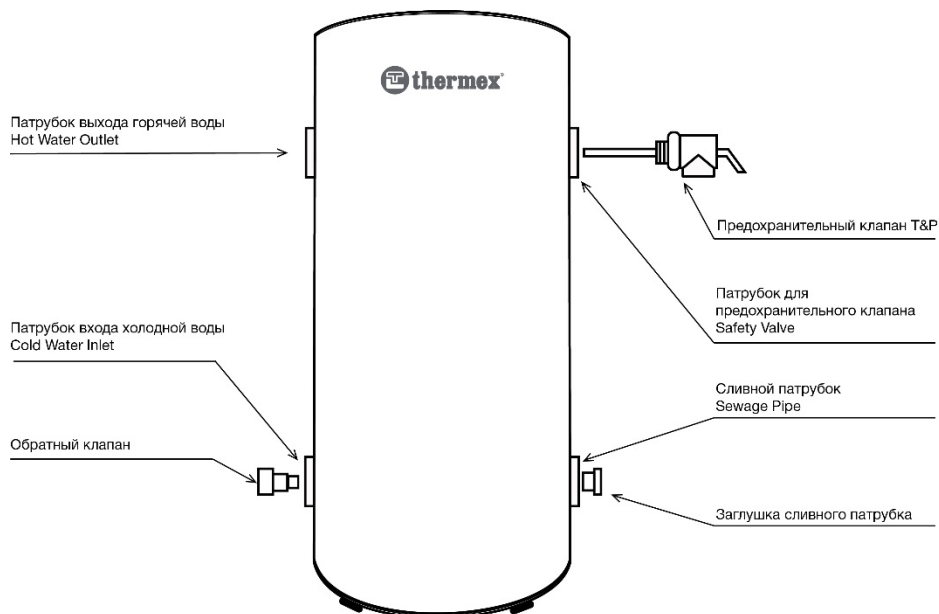 thermex
Патрубок выхода горячей воды
Hot Water Outlet
Предохранительный клапан T&P
Патрубок для
предохранительного клапана
Safety Valve
Патрубок входа холодной воды
Cold Water Inlet
Сливной патрубок
Sewage Pipe
Обратный клапан
Заглушка сливного патрубка